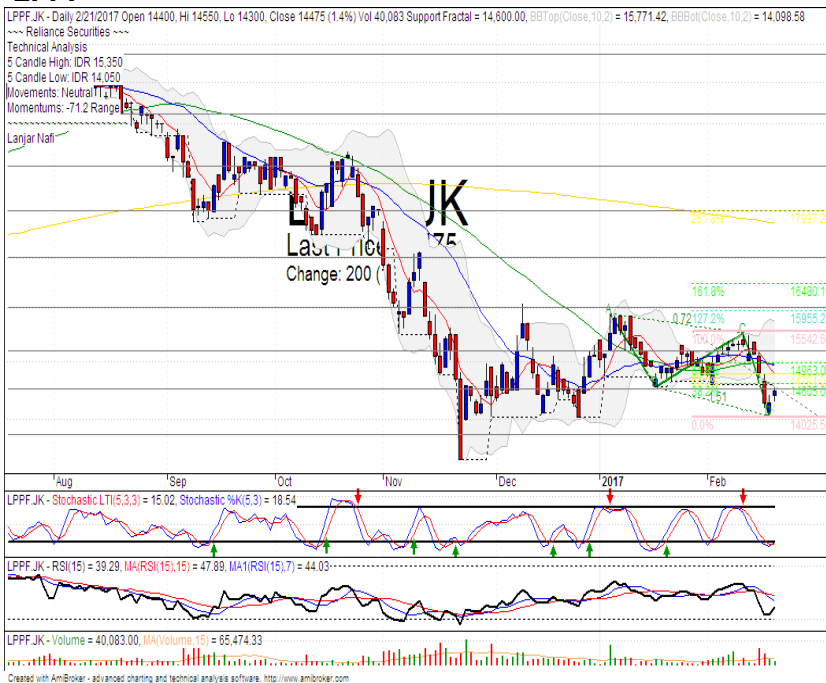 LPPF.JK - Daily 2/21/2017 Open 14400, Hi 14550, Lo 14300, Close 14475 (1.4%) Vol 40,083 Support Fractal = 14,600.00, BBTop(Close,10,2) = 15,771.42, BBBot(Close,10,2) = 14,098.58
~~~ Reliance Securities ~~~
Technical Analysis
5 Candle High: IDR 15,350
5 Candle Low: IDR 14,050
Movements: Neutral
Momentums: -71.2 Range
Lanjar Nafi
JK
Change: 200 (
A
0.72
C
161.8% 16480.1
127.2% 15955.2
100.0% 15542.6
14963.0
0.0% 14025.5
Aug Sep Oct Nov Dec 2017 Feb
LPPF.JK - Stochastic LTI(5,3,3) = 15.02, Stochastic %K(5,3) = 18.54
LPPF.JK - RSI(15) = 39.29, MA(RSI(15),15) = 47.89, MA1(RSI(15),7) = 44.03
LPPF.JK - Volume = 40,083.00, MA(Volume,15) = 65,474.33
Created with AmiBroker - advanced charting and technical analysis software. http://www.amibroker.com